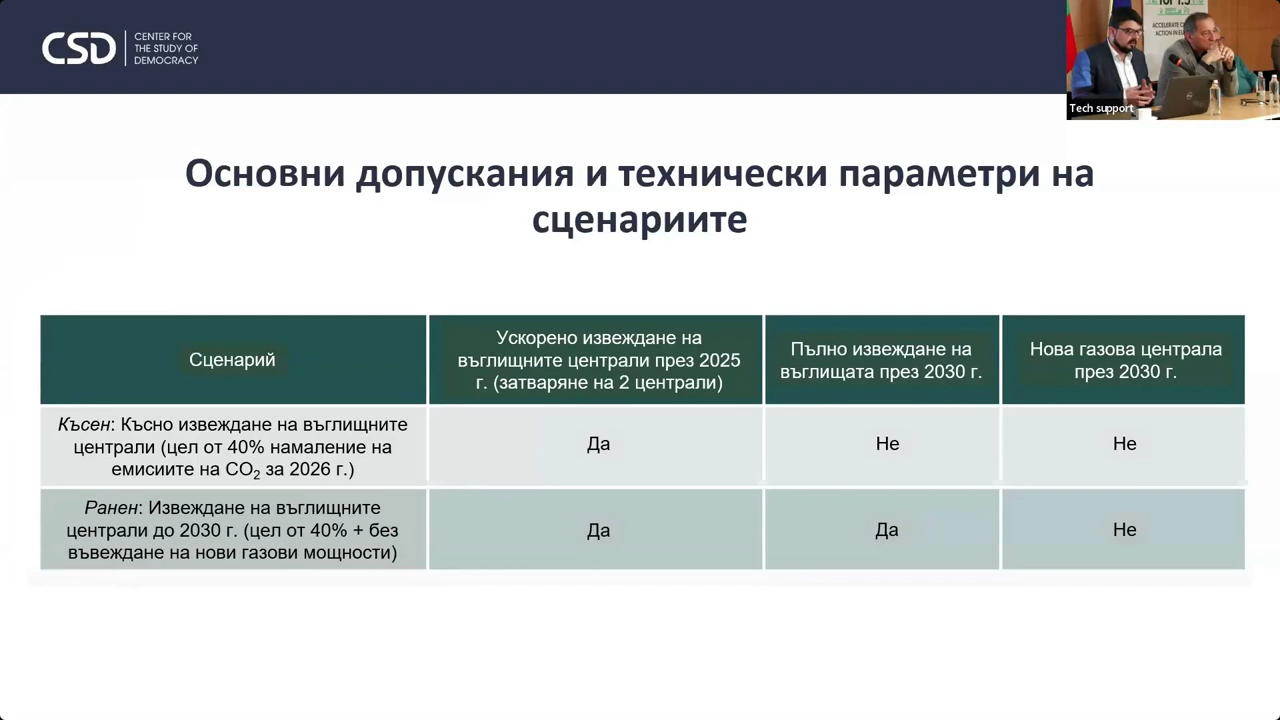 CSD
CENTER FOR
THE STUDY OF
DEMOCRACY
ACCELERATE C
ACTION IN EU
Tech support
Основни допускания и технически параметри на
сценариите
Сценарий
Ускорено извеждане на
въглищните централи през 2025
г. (затваряне на 2 централи)
Пълно извеждане на
въглищата през 2030 г.
Нова газова централа
през 2030 г.
Късен: Късно извеждане на въглищните
централи (цел от 40% намаление на
емисиите на CO₂ за 2026 г.)
Да
Не
Не
Ранен: Извеждане на въглищните
централи до 2030 г. (цел от 40% + без
въвеждане на нови газови мощности)
Да
Да
Не